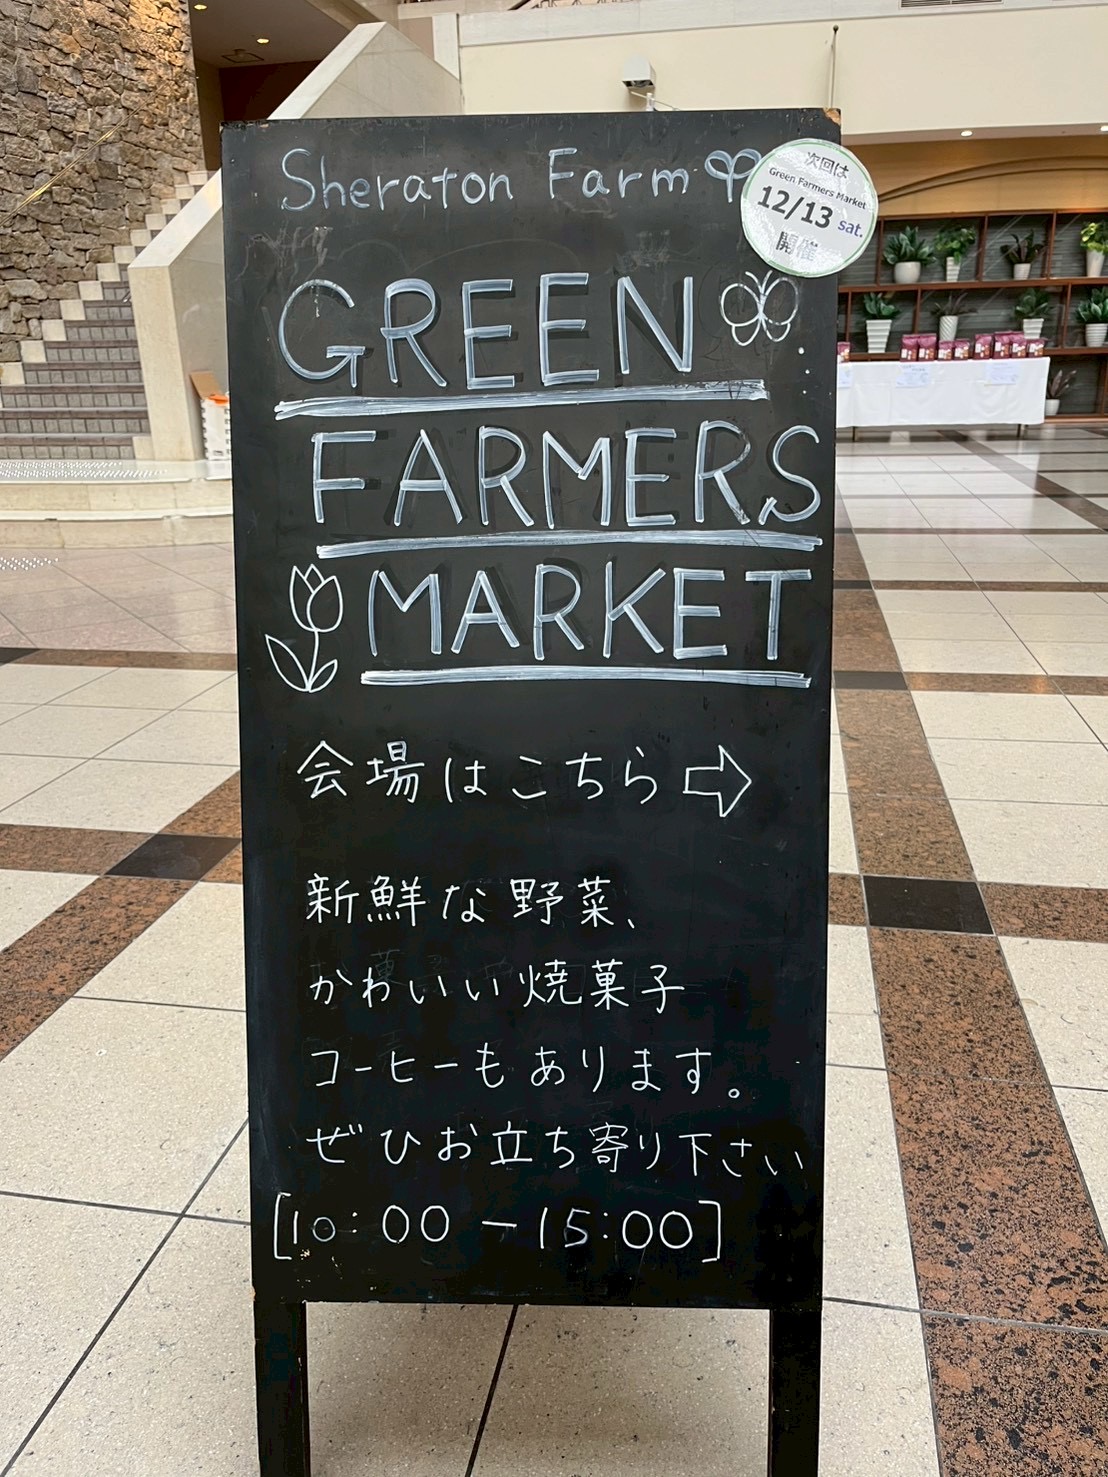 Sheraton Farm
次回は
Green Farmers Market
12/13 sat.
開催
GREEN
FARMERS
MARKET
会場はこちら⇨
新鮮な野菜、
かわいい焼菓子
コーヒーもあります。
ぜひお立ち寄り下さい
[10:00 ー 15:00]